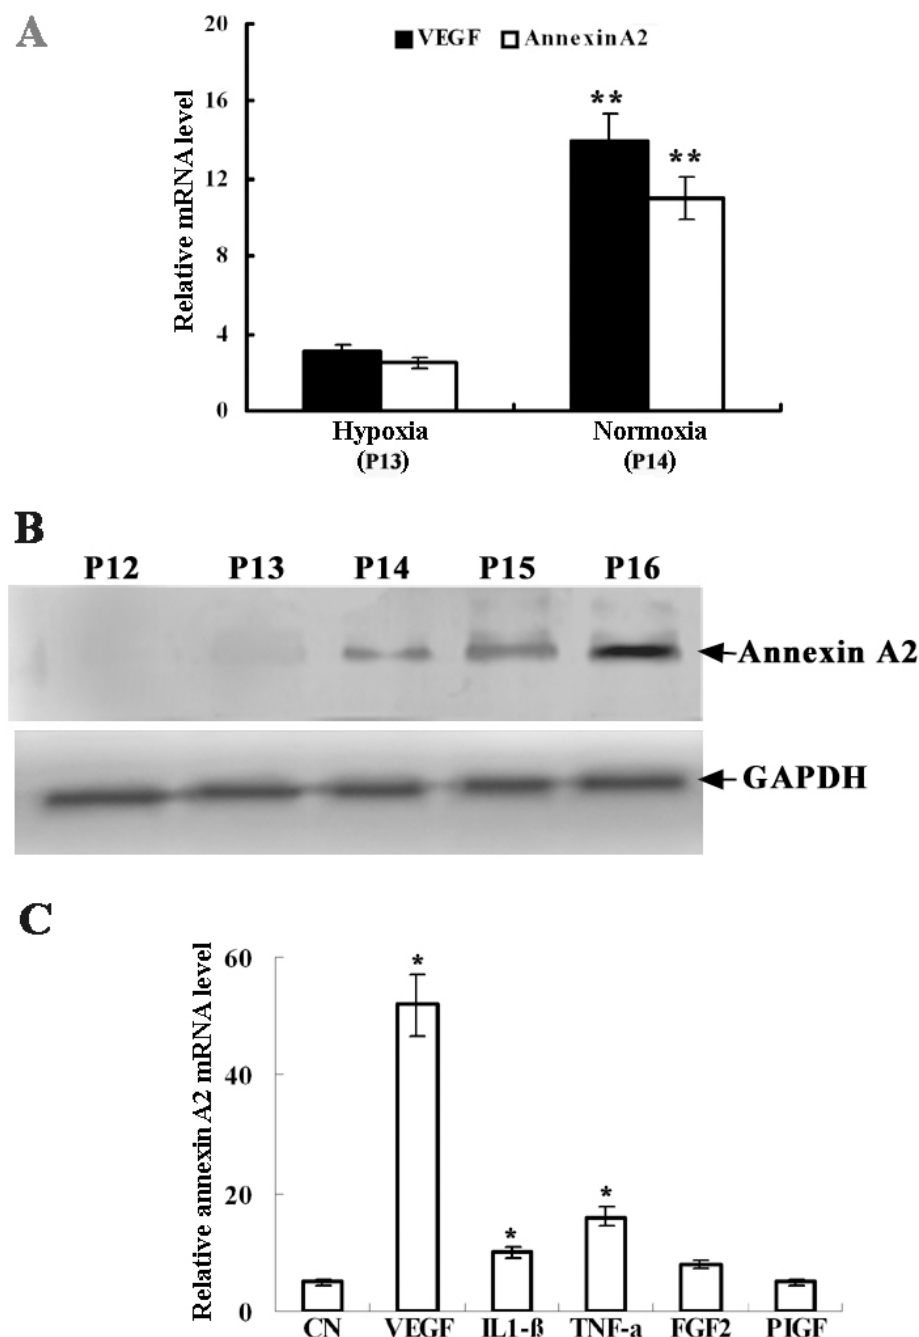 A
20
16
12
8
4
0
Relative mRNA level
VEGF Annexin A2
**
**
Hypoxia Normoxia
(P13) (P14)
B
P12 P13 P14 P15 P16
Annexin A2
GAPDH
C
Relative annexin A2 mRNA level
60
40
20
0
*
*
*
CN VEGF IL1-ß TNF-a FGF2 PIGF